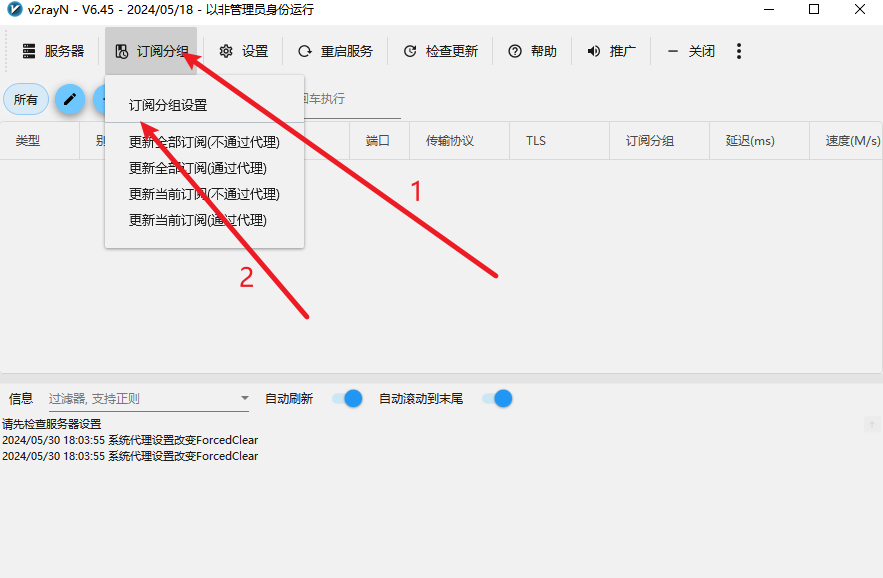 v2rayN - V6.45 - 2024/05/18 - 以非管理员身份运行
服务器 订阅分组 设置 重启服务 检查更新 帮助 推广 关闭
所有 回车执行
订阅分组设置
类型 别 端口 传输协议 TLS 订阅分组 延迟(ms) 速度(M/s)
更新全部订阅(不通过代理)
更新全部订阅(通过代理)
更新当前订阅(不通过代理)
更新当前订阅(通过代理)
1
2
信息 过滤器, 支持正则 自动刷新 自动滚动到末尾
请先检查服务器设置
2024/05/30 18:03:55 系统代理设置改变ForcedClear
2024/05/30 18:03:55 系统代理设置改变ForcedClear